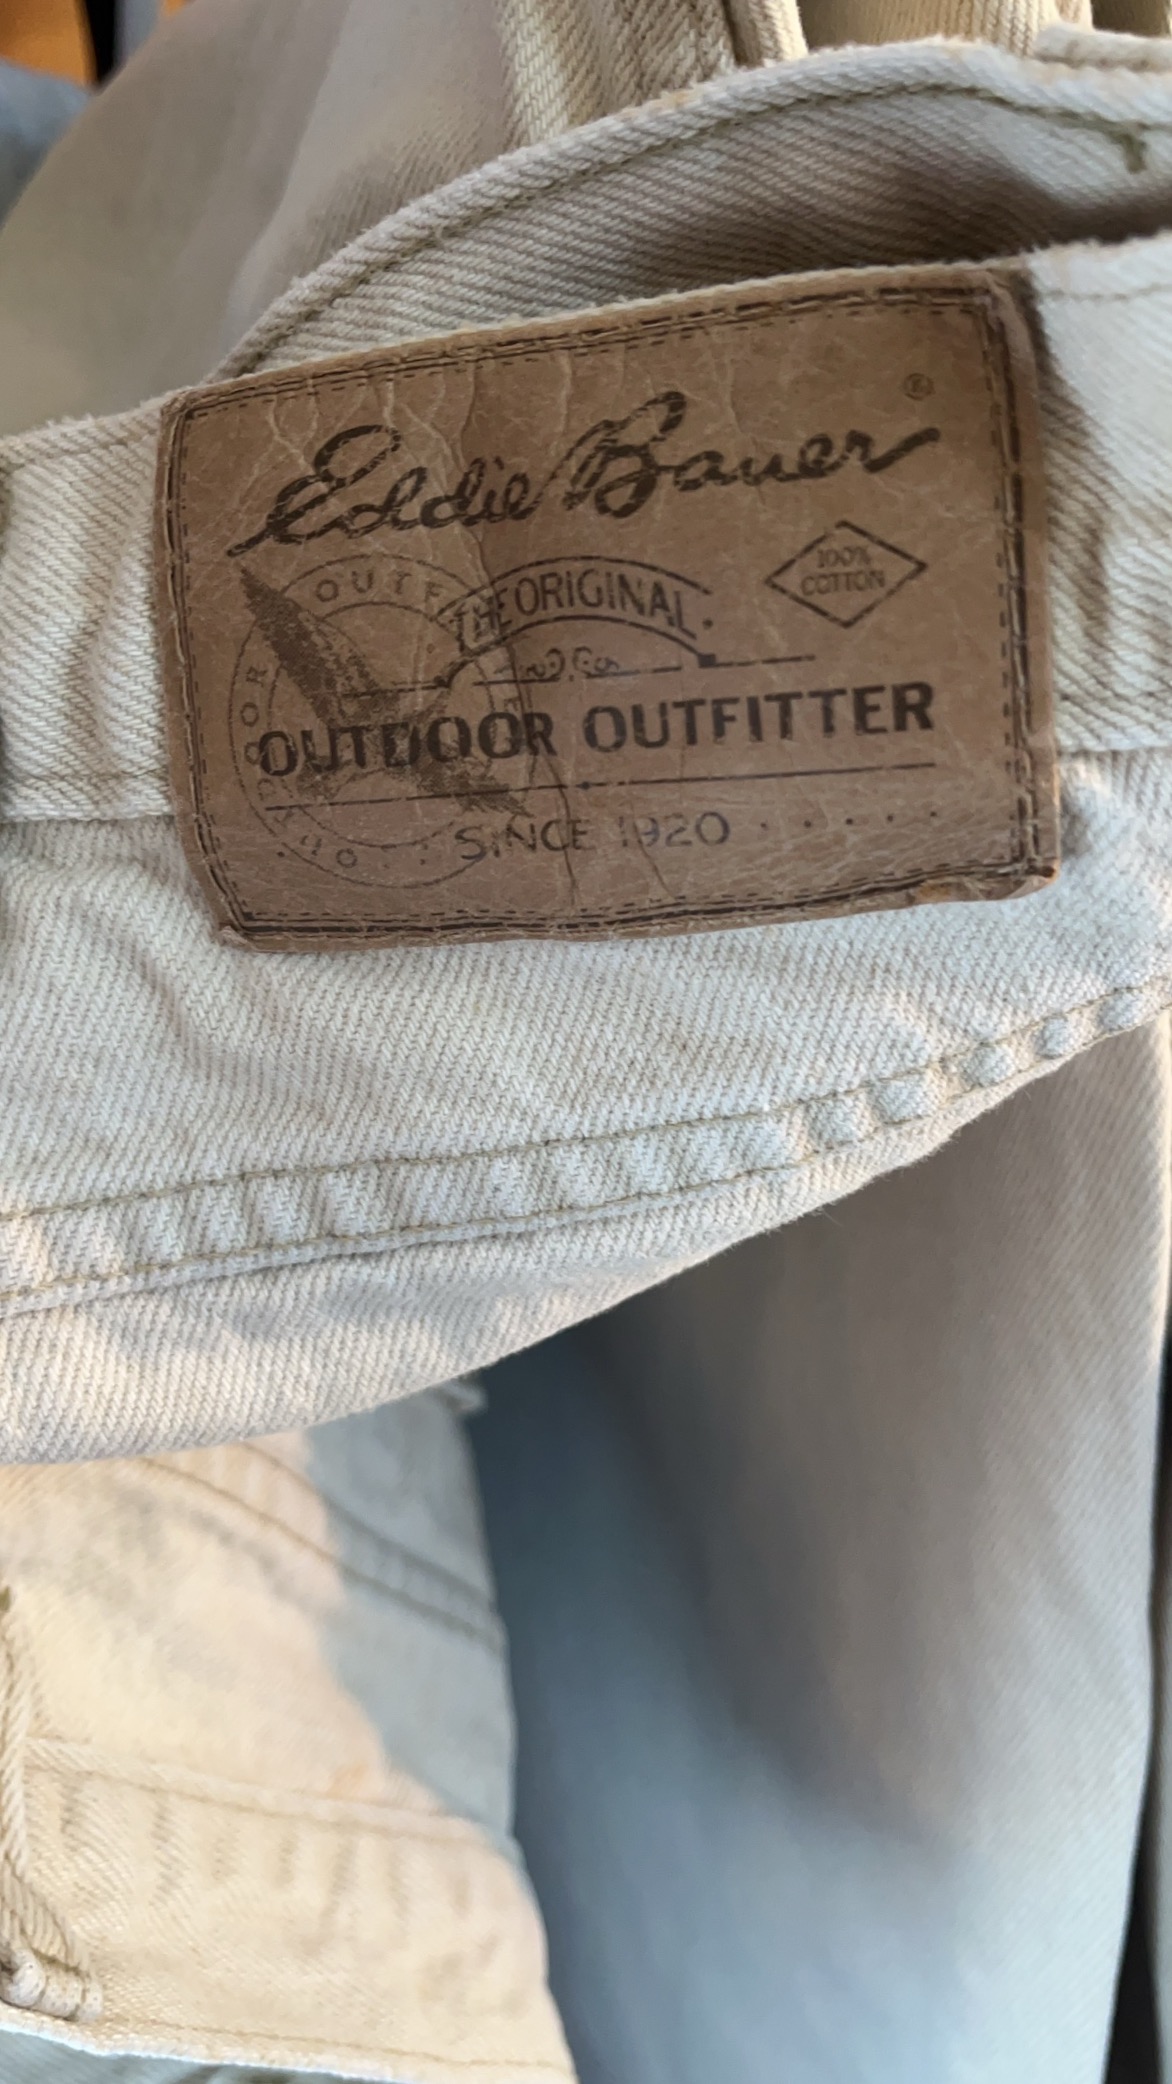 Eddie Bauer ®
100%
COTTON
THE ORIGINAL
OUTDOOR OUTFITTER
SINCE 1920